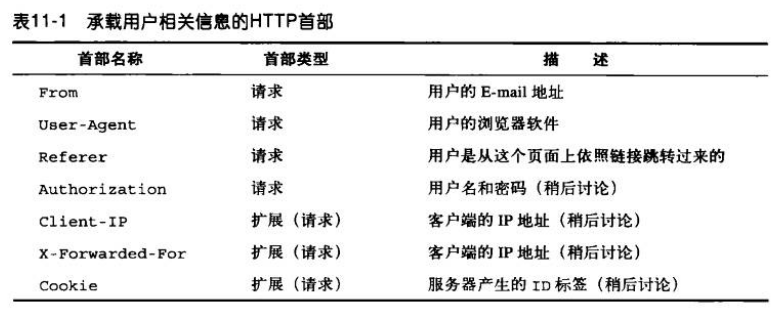 表11-1 承载用户相关信息的HTTP首部
首部名称 首部类型 描 述
From 请求 用户的 E-mail 地址
User-Agent 请求 用户的浏览器软件
Referer 请求 用户是从这个页面上依照链接跳转过来的
Authorization 请求 用户名和密码（稍后讨论）
Client-IP 扩展（请求） 客户端的 IP 地址（稍后讨论）
X-Forwarded-For 扩展（请求） 客户端的 IP 地址（稍后讨论）
Cookie 扩展（请求） 服务器产生的 ID 标签（稍后讨论）